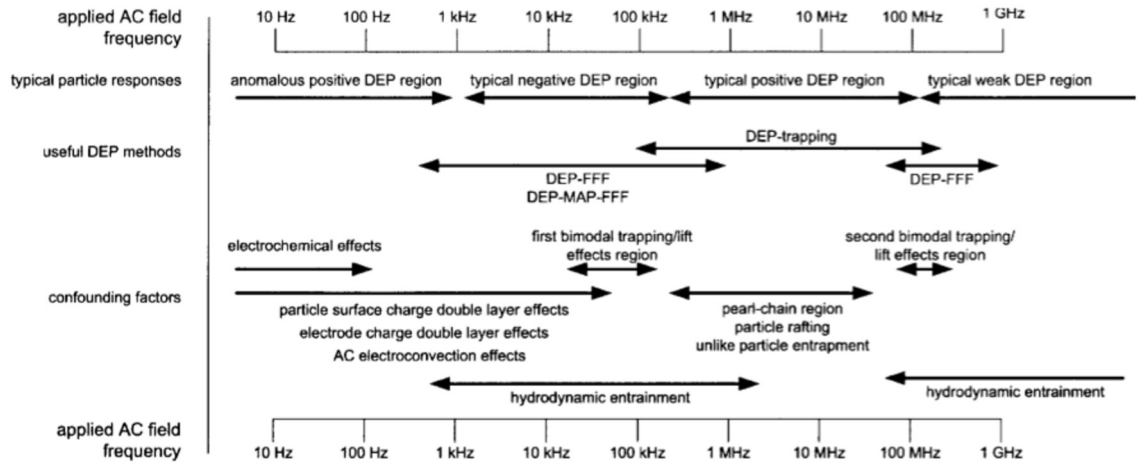 applied AC field 10 Hz 100 Hz 1 kHz 10 kHz 100 kHz 1 MHz 10 MHz 100 MHz 1 GHz
frequency
typical particle responses anomalous positive DEP region typical negative DEP region typical positive DEP region typical weak DEP region
DEP-trapping
useful DEP methods
DEP-FFF DEP-FFF
DEP-MAP-FFF
electrochemical effects first bimodal trapping/lift second bimodal trapping/
effects region lift effects region
confounding factors
particle surface charge double layer effects pearl-chain region
electrode charge double layer effects particle rafting
AC electroconvection effects unlike particle entrapment
hydrodynamic entrainment hydrodynamic entrainment
applied AC field
frequency 10 Hz 100 Hz 1 kHz 10 kHz 100 kHz 1 MHz 10 MHz 100 MHz 1 GHz